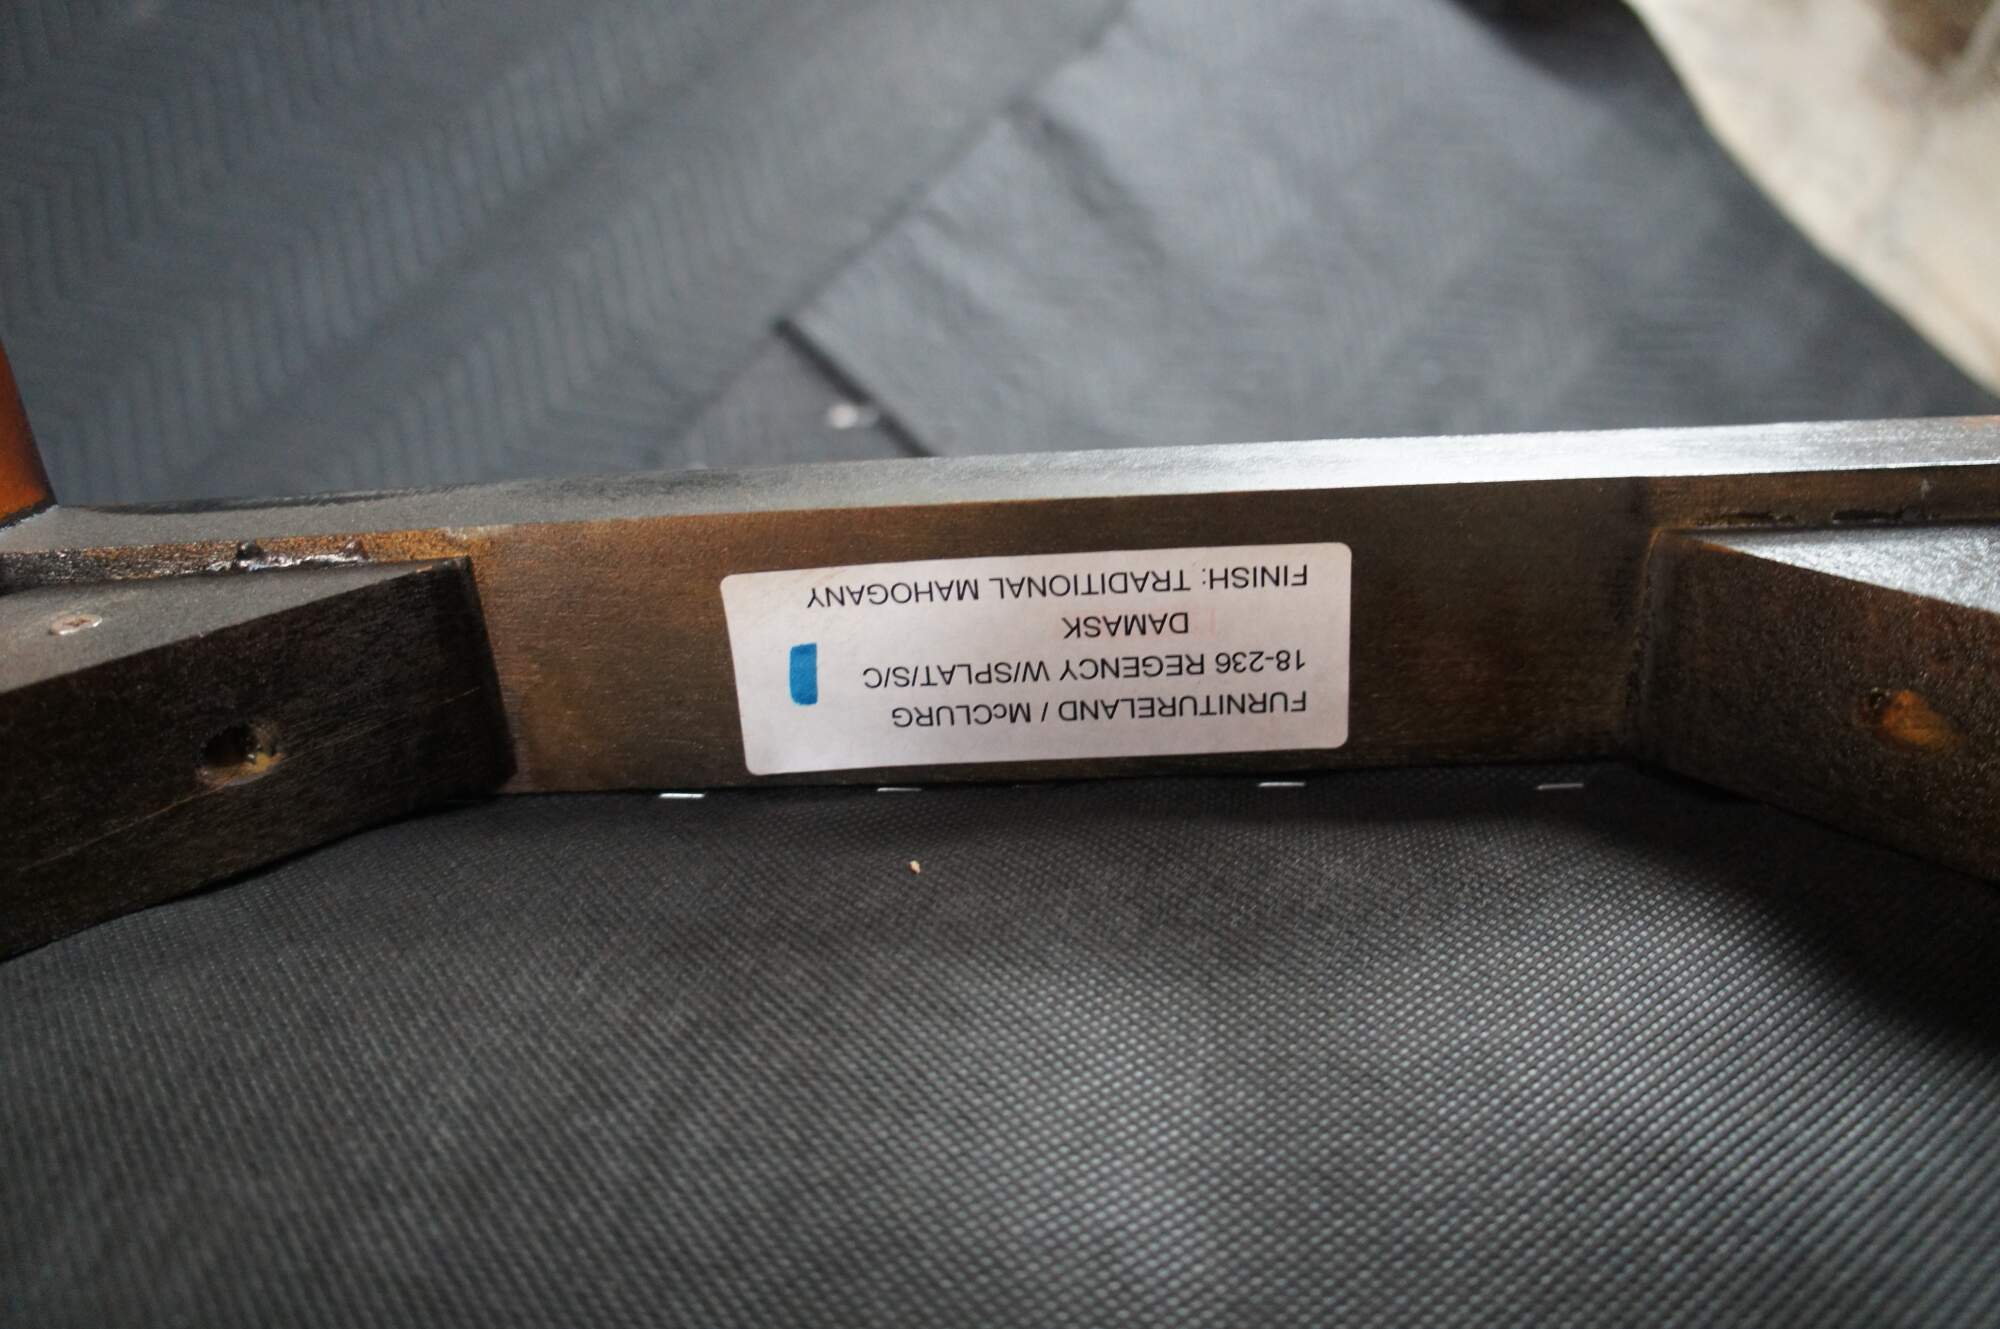 FURNITURELAND / McCLURG
18-236 REGENCY W/SPLAT/S/C
DAMASK
FINISH: TRADITIONAL MAHOGANY